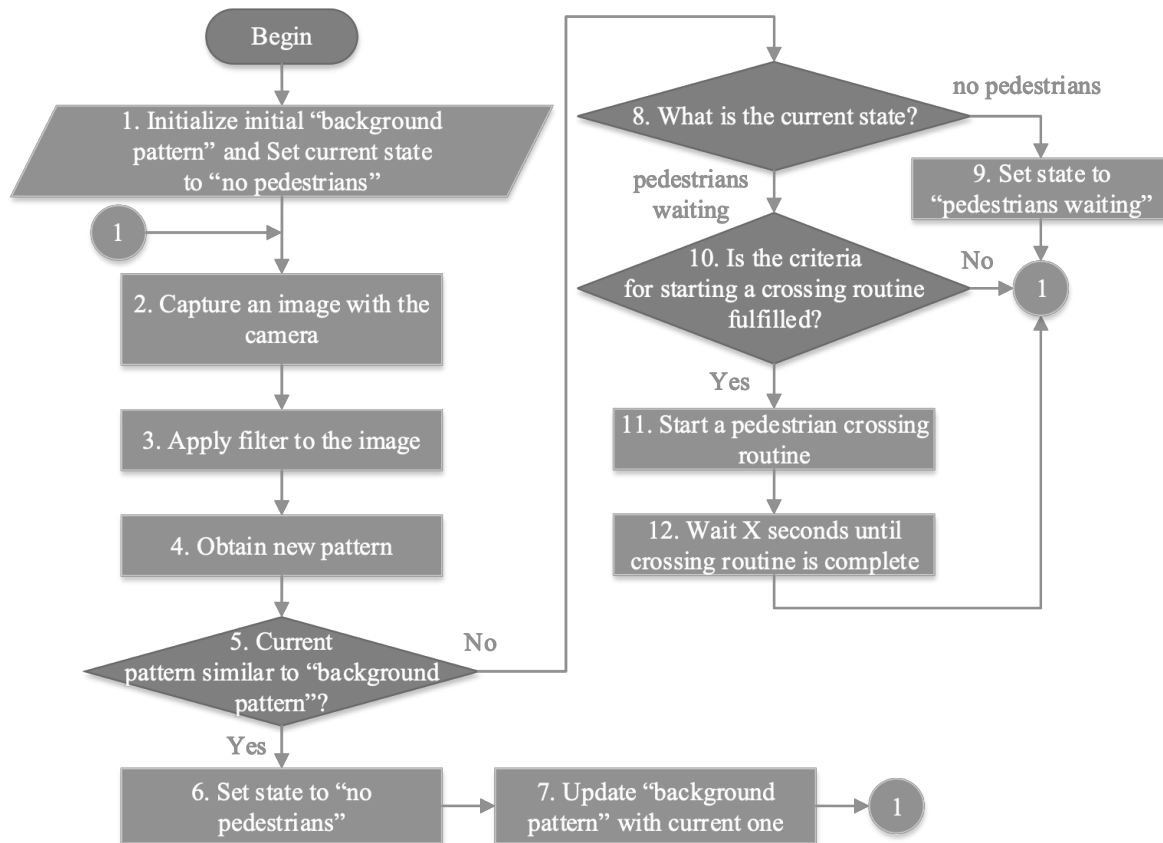 Begin
1. Initialize initial “background
pattern” and Set current state
to “no pedestrians”
1
2. Capture an image with the
camera
3. Apply filter to the image
4. Obtain new pattern
5. Current
pattern similar to “background
pattern”?
No
Yes
6. Set state to “no
pedestrians”
7. Update “background
pattern” with current one
1
8. What is the current state?
no pedestrians
9. Set state to
“pedestrians waiting”
pedestrians
waiting
10. Is the criteria
for starting a crossing routine
fulfilled?
No
1
Yes
11. Start a pedestrian crossing
routine
12. Wait X seconds until
crossing routine is complete